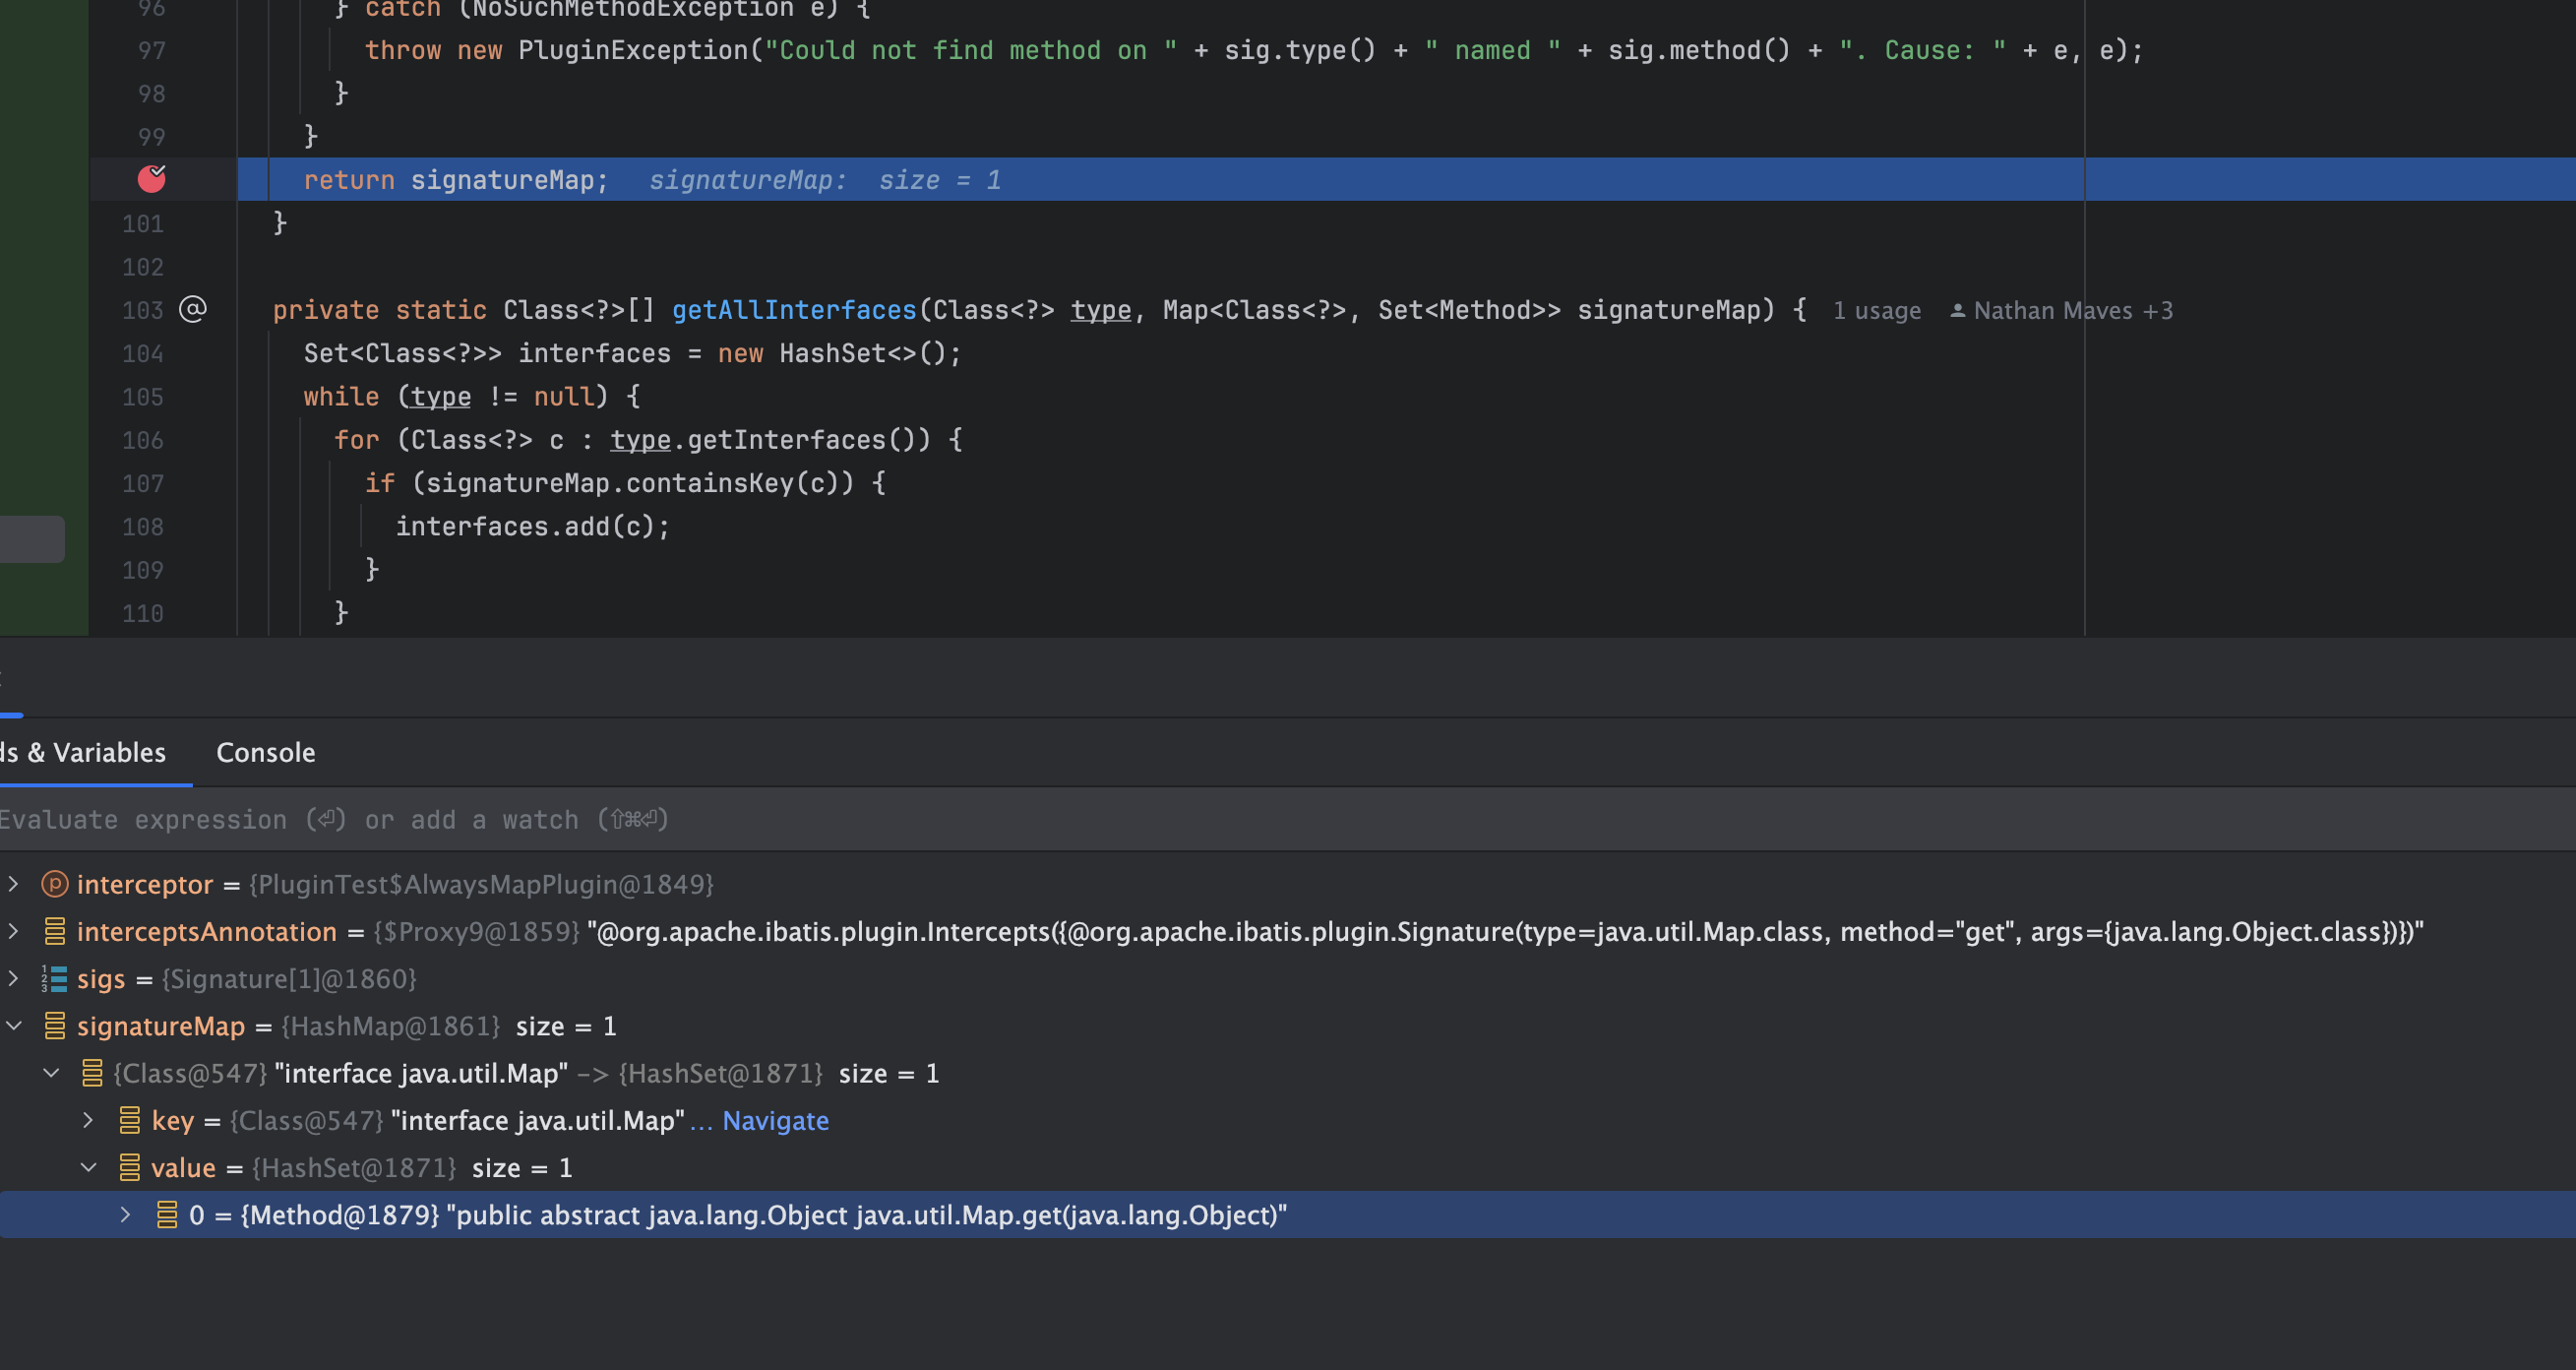 96 } catch (NoSuchMethodException e) {
97 throw new PluginException("Could not find method on " + sig.type() + " named " + sig.method() + ". Cause: " + e, e);
98 }
99 }
return signatureMap; signatureMap: size = 1
101 }
102
103 @ private static Class<?>[] getAllInterfaces(Class<?> type, Map<Class<?>, Set<Method>> signatureMap) { 1 usage Nathan Maves +3
104 Set<Class<?>> interfaces = new HashSet<>();
105 while (type != null) {
106 for (Class<?> c : type.getInterfaces()) {
107 if (signatureMap.containsKey(c)) {
108 interfaces.add(c);
109 }
110 }
ds & Variables Console
Evaluate expression (⏎) or add a watch (⇧⌘⏎)
p interceptor = {PluginTest$AlwaysMapPlugin@1849}
interceptsAnnotation = {$Proxy9@1859} "@org.apache.ibatis.plugin.Intercepts({@org.apache.ibatis.plugin.Signature(type=java.util.Map.class, method="get", args={java.lang.Object.class})})"
sigs = {Signature[1]@1860}
signatureMap = {HashMap@1861} size = 1
{Class@547} "interface java.util.Map" -> {HashSet@1871} size = 1
key = {Class@547} "interface java.util.Map" ... Navigate
value = {HashSet@1871} size = 1
0 = {Method@1879} "public abstract java.lang.Object java.util.Map.get(java.lang.Object)"